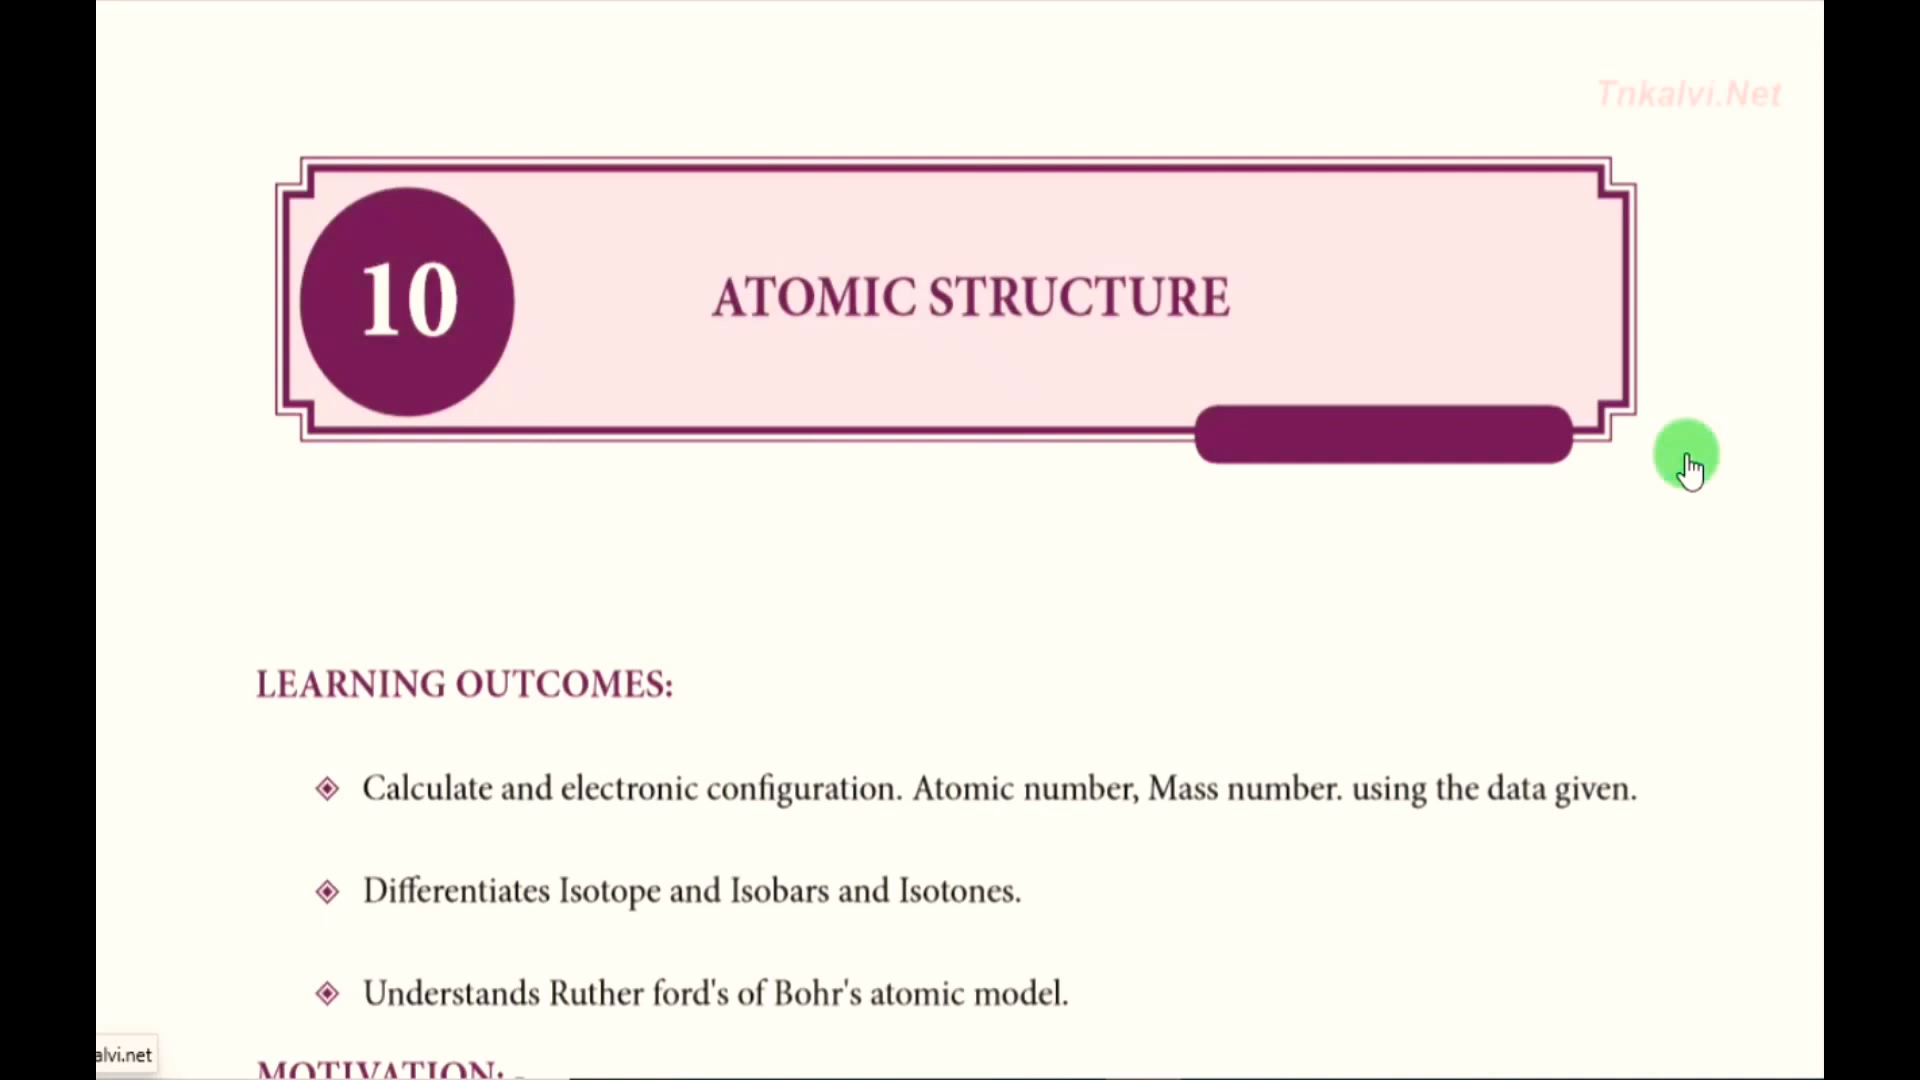 Tnkalvi.Net
10
ATOMIC STRUCTURE
LEARNING OUTCOMES:
Calculate and electronic configuration. Atomic number, Mass number. using the data given.
Differentiates Isotope and Isobars and Isotones.
Understands Ruther ford's of Bohr's atomic model.
alvi.net
MOTIVATION: -